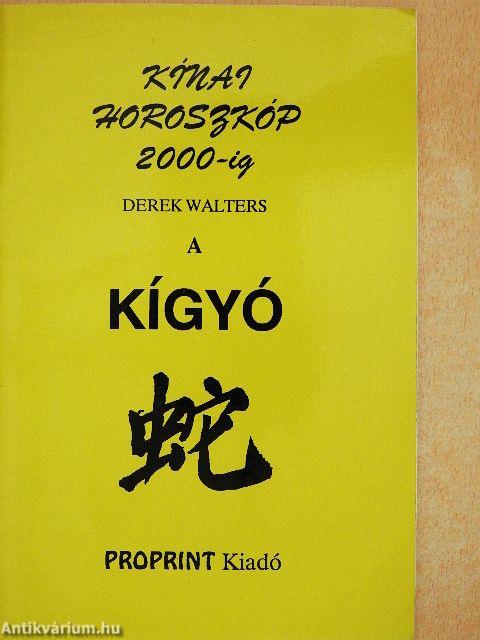 KÍNAI
HOROSZKÓP
2000-ig
DEREK WALTERS
A
KÍGYÓ
蛇
PROPRINT Kiadó
Antikvárium.hu